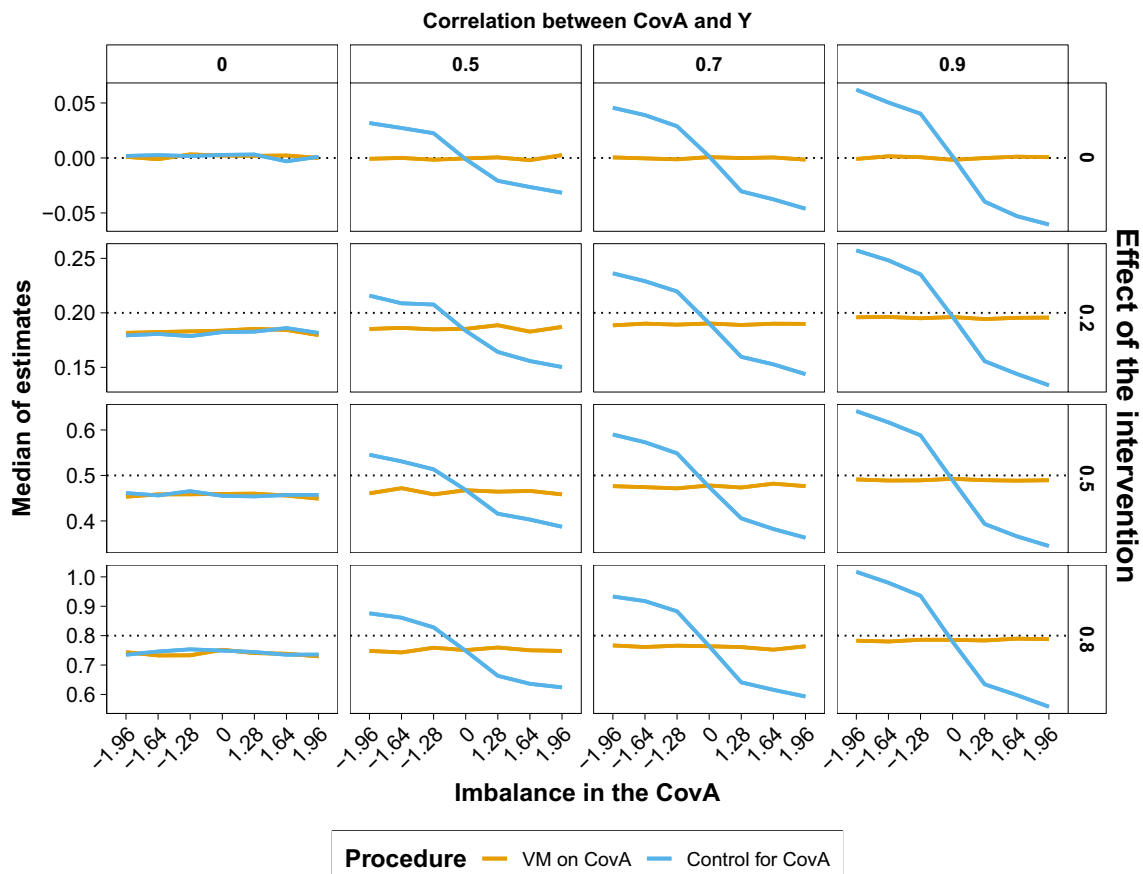 Correlation between CovA and Y
0 0.5 0.7 0.9
0.05
0.00
−0.05
0
0.25
0.20
0.15
0.2
0.6
0.5
0.4
0.5
1.0
0.9
0.8
0.7
0.6
0.8
Median of estimates
Effect of the intervention
−1.96 −1.64 −1.28 0 1.28 1.64 1.96 −1.96 −1.64 −1.28 0 1.28 1.64 1.96 −1.96 −1.64 −1.28 0 1.28 1.64 1.96 −1.96 −1.64 −1.28 0 1.28 1.64 1.96
Imbalance in the CovA
Procedure VM on CovA Control for CovA